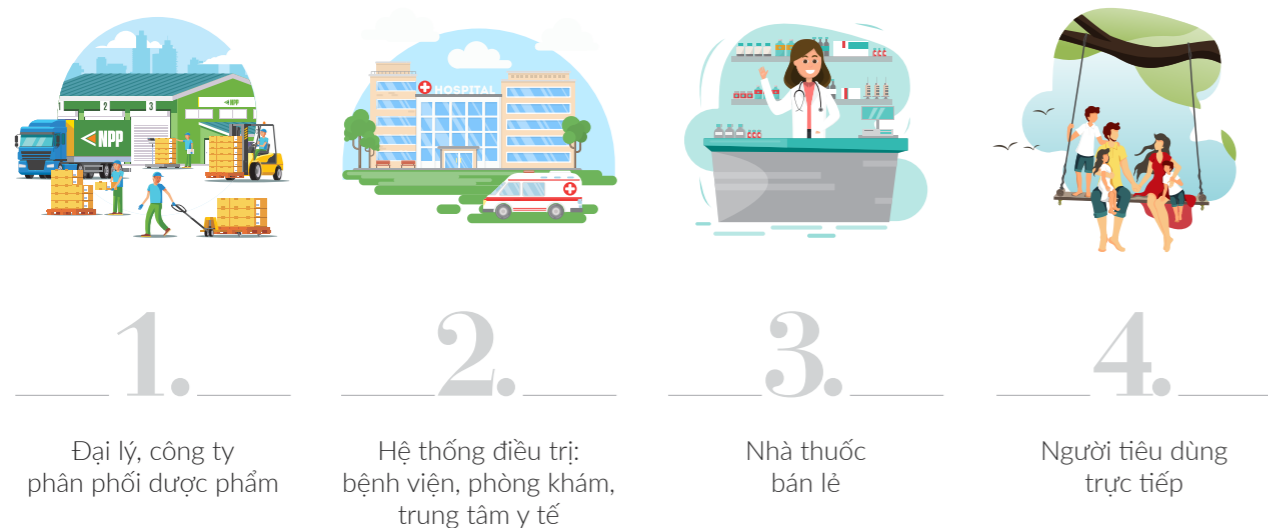 1 2 3
NPP
NPP
HOSPITAL
1.
Đại lý, công ty
phân phối dược phẩm
2.
Hệ thống điều trị:
bệnh viện, phòng khám,
trung tâm y tế
3.
Nhà thuốc
bán lẻ
4.
Người tiêu dùng
trực tiếp